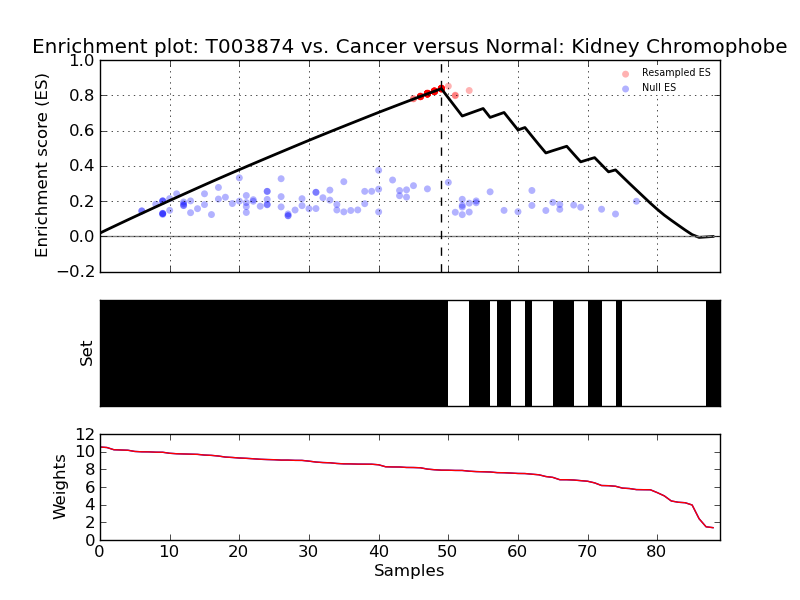 Enrichment plot: T003874 vs. Cancer versus Normal: Kidney Chromophobe
1.0
0.8
0.6
0.4
0.2
0.0
−0.2
Enrichment score (ES)
Resampled ES
Null ES
Set
12
10
8
6
4
2
0
Weights
0 10 20 30 40 50 60 70 80
Samples